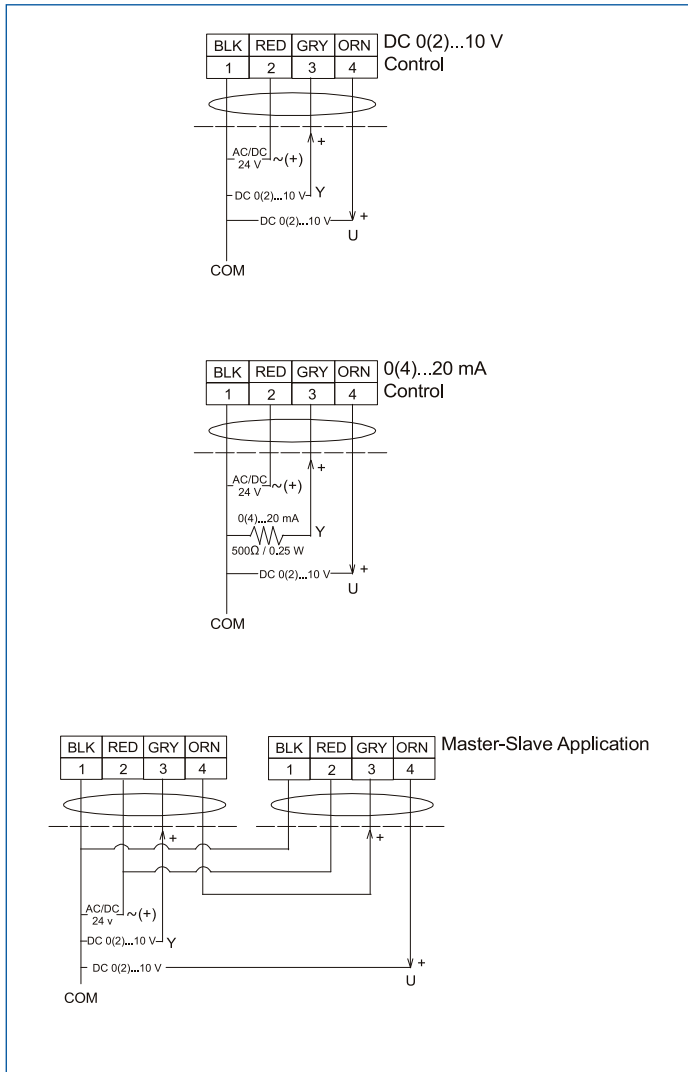 BLK RED GRY ORN DC 0(2)...10 V
1 2 3 4 Control
+
AC/DC
24 V ~(+)
DC 0(2)...10 V Y
DC 0(2)...10 V +
U
COM
BLK RED GRY ORN 0(4)...20 mA
1 2 3 4 Control
+
AC/DC
24 V ~(+)
0(4)...20 mA
Y
500Ω / 0.25 W
DC 0(2)...10 V +
U
COM
BLK RED GRY ORN BLK RED GRY ORN Master-Slave Application
1 2 3 4 1 2 3 4
+ +
AC/DC
24 v ~(+)
DC 0(2)...10 V Y
DC 0(2)...10 V +
U
COM